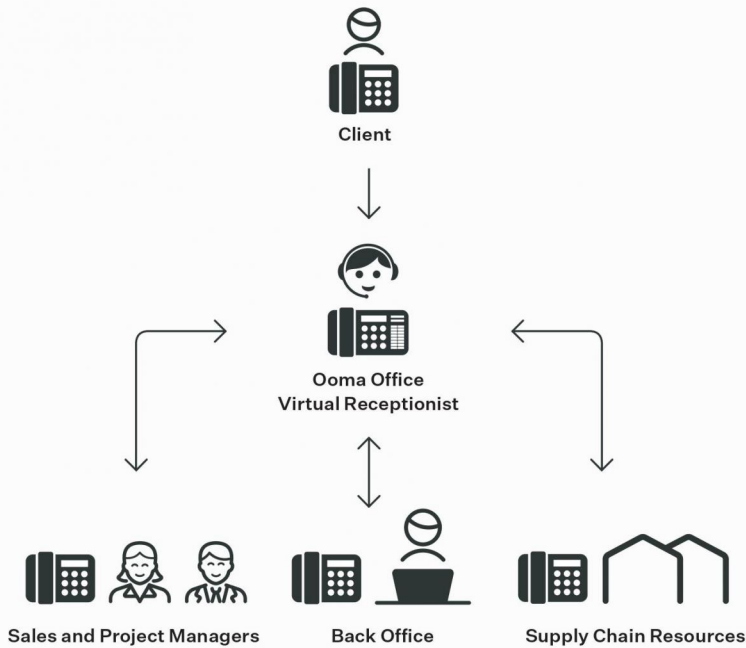 Client
Ooma Office
Virtual Receptionist
Sales and Project Managers
Back Office
Supply Chain Resources